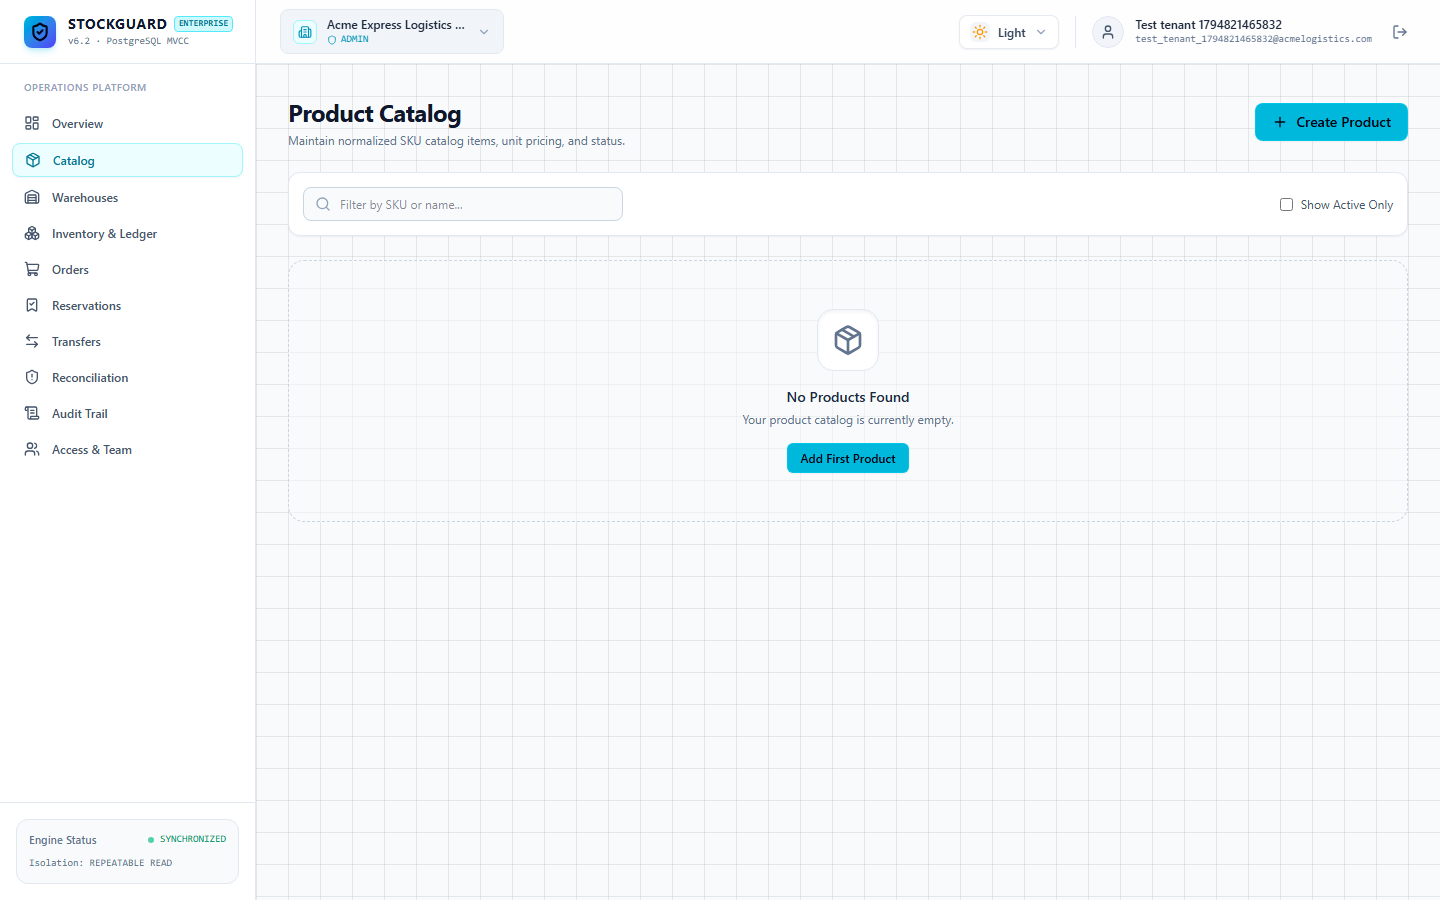 STOCKGUARD ENTERPRISE
v6.2 · PostgreSQL MVCC
Acme Express Logistics ...
ADMIN
Light
Test tenant 1794821465832
test_tenant_1794821465832@acmelogistics.com
OPERATIONS PLATFORM
Overview
Catalog
Warehouses
Inventory & Ledger
Orders
Reservations
Transfers
Reconciliation
Audit Trail
Access & Team
Engine Status
SYNCHRONIZED
Isolation: REPEATABLE READ
Product Catalog
Maintain normalized SKU catalog items, unit pricing, and status.
Create Product
Filter by SKU or name...
Show Active Only
No Products Found
Your product catalog is currently empty.
Add First Product